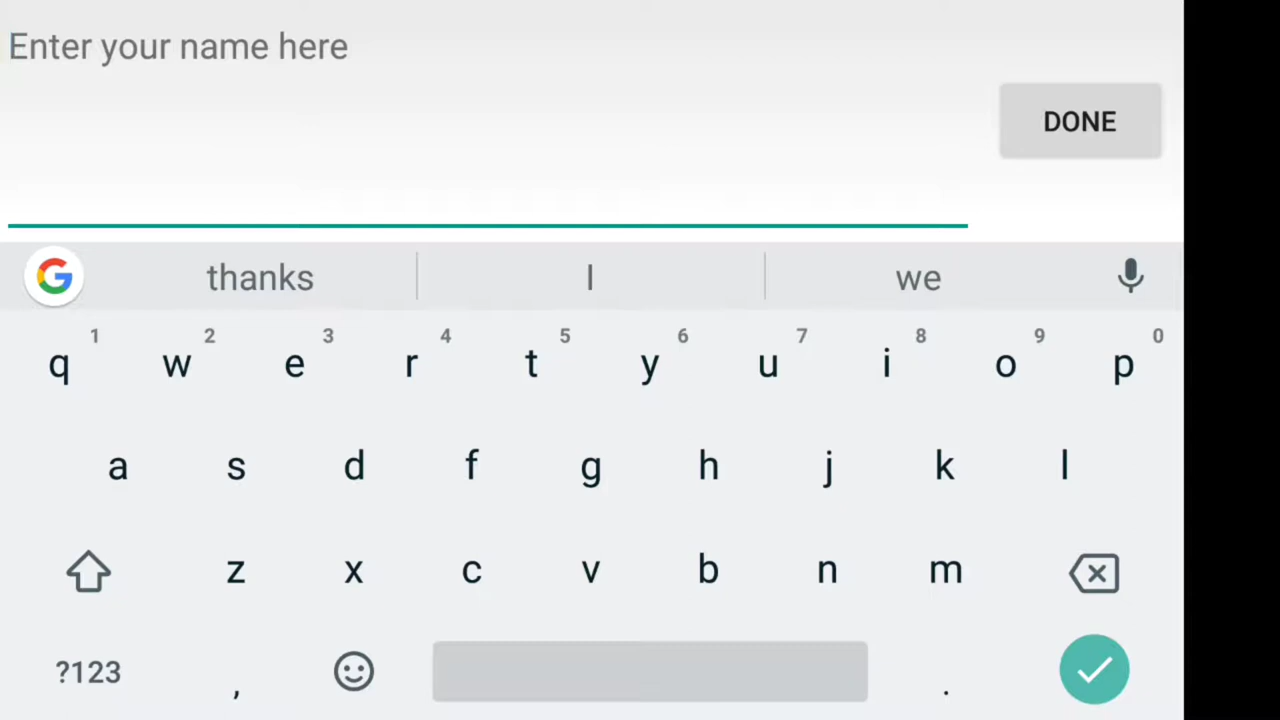 Enter your name here
DONE
thanks I we
1 2 3 4 5 6 7 8 9 0
q w e r t y u i o p
a s d f g h j k l
z x c v b n m
?123 , .